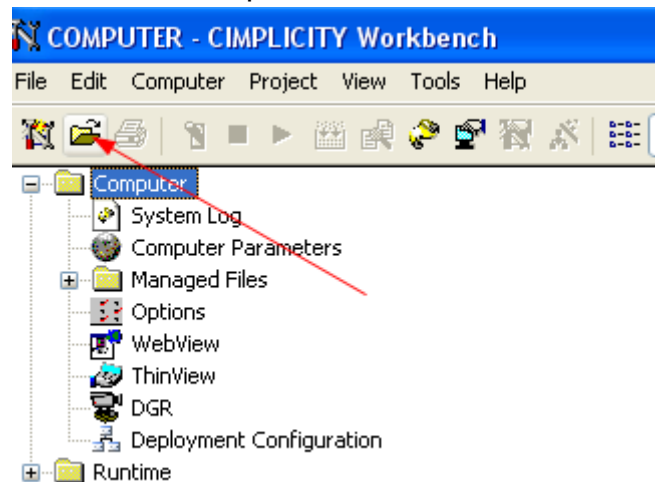 COMPUTER - CIMPLICITY Workbench
File Edit Computer Project View Tools Help
Computer
System Log
Computer Parameters
Managed Files
Options
WebView
ThinView
DGR
Deployment Configuration
Runtime